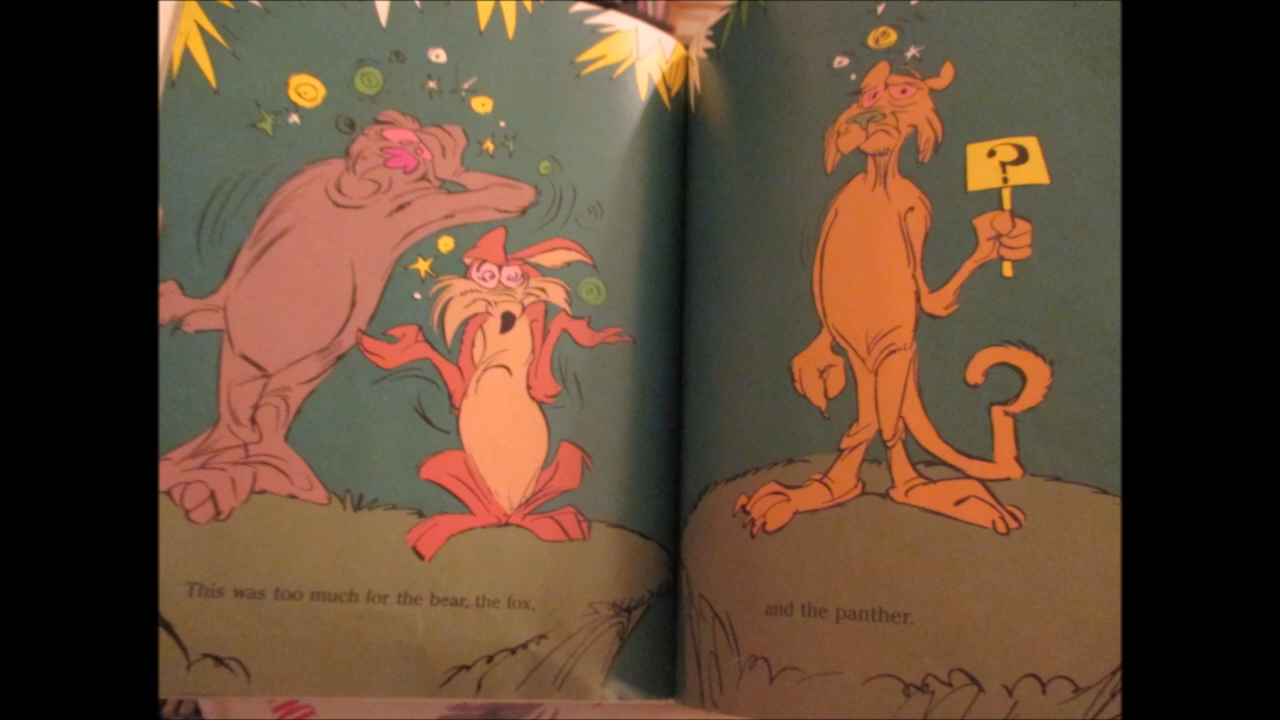 ?
This was too much for the bear, the fox,
and the panther.